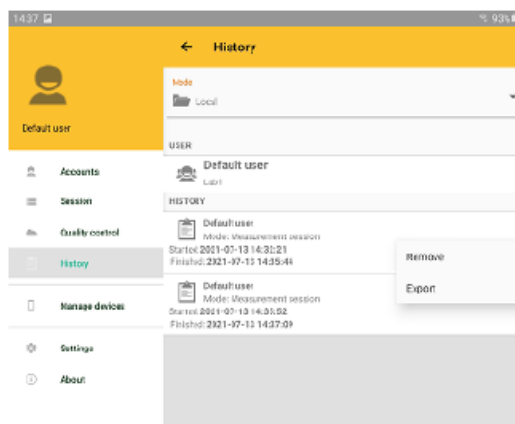 14:37
93%
History
Mode
Local
Default user
USER
Default user
Lab1
Accounts
Session
Quality control
History
Manage devices
Settings
About
HISTORY
Default user
Mode: Measurement session
Started: 2021-07-13 14:32:21
Finished: 2021-07-13 14:35:44
Default user
Mode: Measurement session
Started: 2021-07-13 14:35:52
Finished: 2021-07-13 14:37:09
Remove
Export